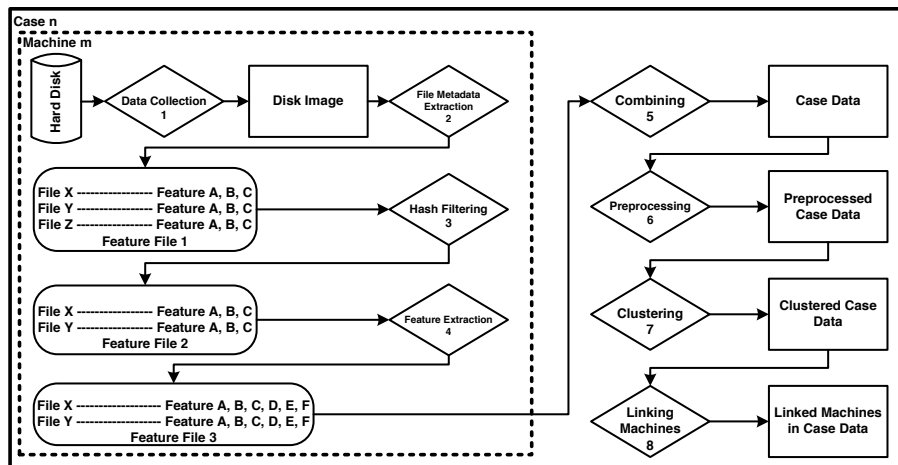 Case n
Machine m
Hard Disk
Data Collection
1
Disk Image
File Metadata
Extraction
2
File X ----------------- Feature A, B, C
File Y ----------------- Feature A, B, C
File Z ----------------- Feature A, B, C
Feature File 1
Hash Filtering
3
File X ----------------- Feature A, B, C
File Y ----------------- Feature A, B, C
Feature File 2
Feature Extraction
4
File X ------------------- Feature A, B, C, D, E, F
File Y ------------------- Feature A, B, C, D, E, F
Feature File 3
Combining
5
Case Data
Preprocessing
6
Preprocessed
Case Data
Clustering
7
Clustered Case
Data
Linking
Machines
8
Linked Machines
in Case Data